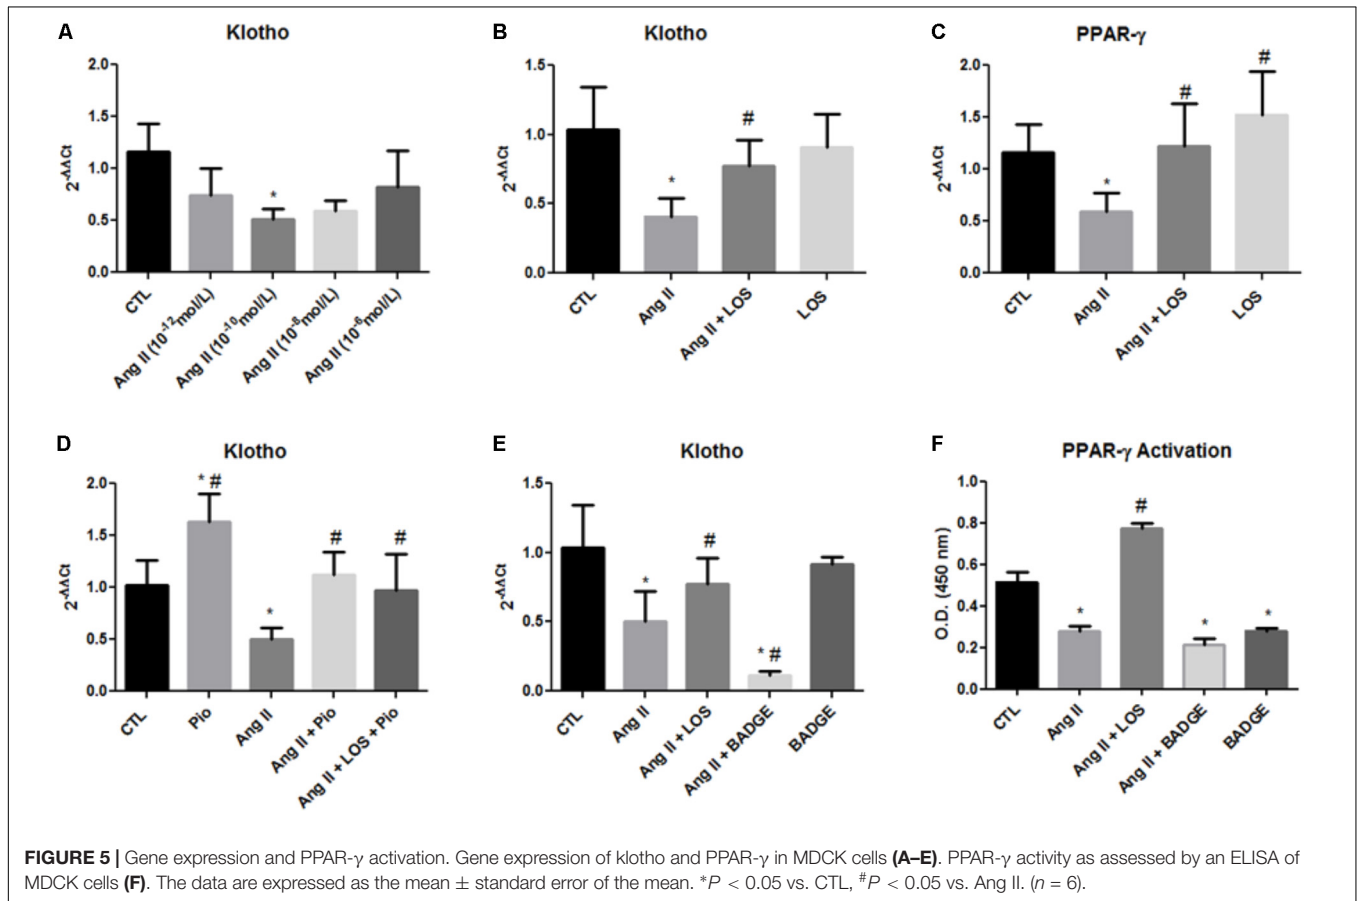 A
Klotho
2.0
1.5
1.0
0.5
0.0
2^-ΔΔCt
*
CTL
Ang II (10^-12mol/L)
Ang II (10^-10mol/L)
Ang II (10^-8mol/L)
Ang II (10^-6mol/L)
B
Klotho
1.5
1.0
0.5
0.0
2^-ΔΔCt
*
#
CTL
Ang II
Ang II + LOS
LOS
C
PPAR-γ
2.0
1.5
1.0
0.5
0.0
2^-ΔΔCt
*
#
#
CTL
Ang II
Ang II + LOS
LOS
D
Klotho
2.0
1.5
1.0
0.5
0.0
2^-ΔΔCt
* #
*
#
#
CTL
Pio
Ang II
Ang II + Pio
Ang II + LOS + Pio
E
Klotho
1.5
1.0
0.5
0.0
2^-ΔΔCt
*
#
* #
CTL
Ang II
Ang II + LOS
Ang II + BADGE
BADGE
F
PPAR-γ Activation
1.0
0.8
0.6
0.4
0.2
0.0
O.D. (450 nm)
*
#
*
*
CTL
Ang II
Ang II + LOS
Ang II + BADGE
BADGE
FIGURE 5 | Gene expression and PPAR-γ activation. Gene expression of klotho and PPAR-γ in MDCK cells (A–E). PPAR-γ activity as assessed by an ELISA of
MDCK cells (F). The data are expressed as the mean ± standard error of the mean. *P < 0.05 vs. CTL, #P < 0.05 vs. Ang II. (n = 6).